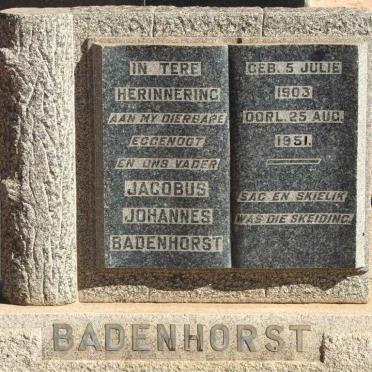 IN TERE
HERINNERING
AAN MY DIERBARE
EGGENOOT
EN ONS VADER
JACOBUS
JOHANNES
BADENHORST
GEB. 5 JULIE
1903
OORL. 25 AUG.
1951.
SAG EN SKIELIK
WAS DIE SKEIDING.
BADENHORST